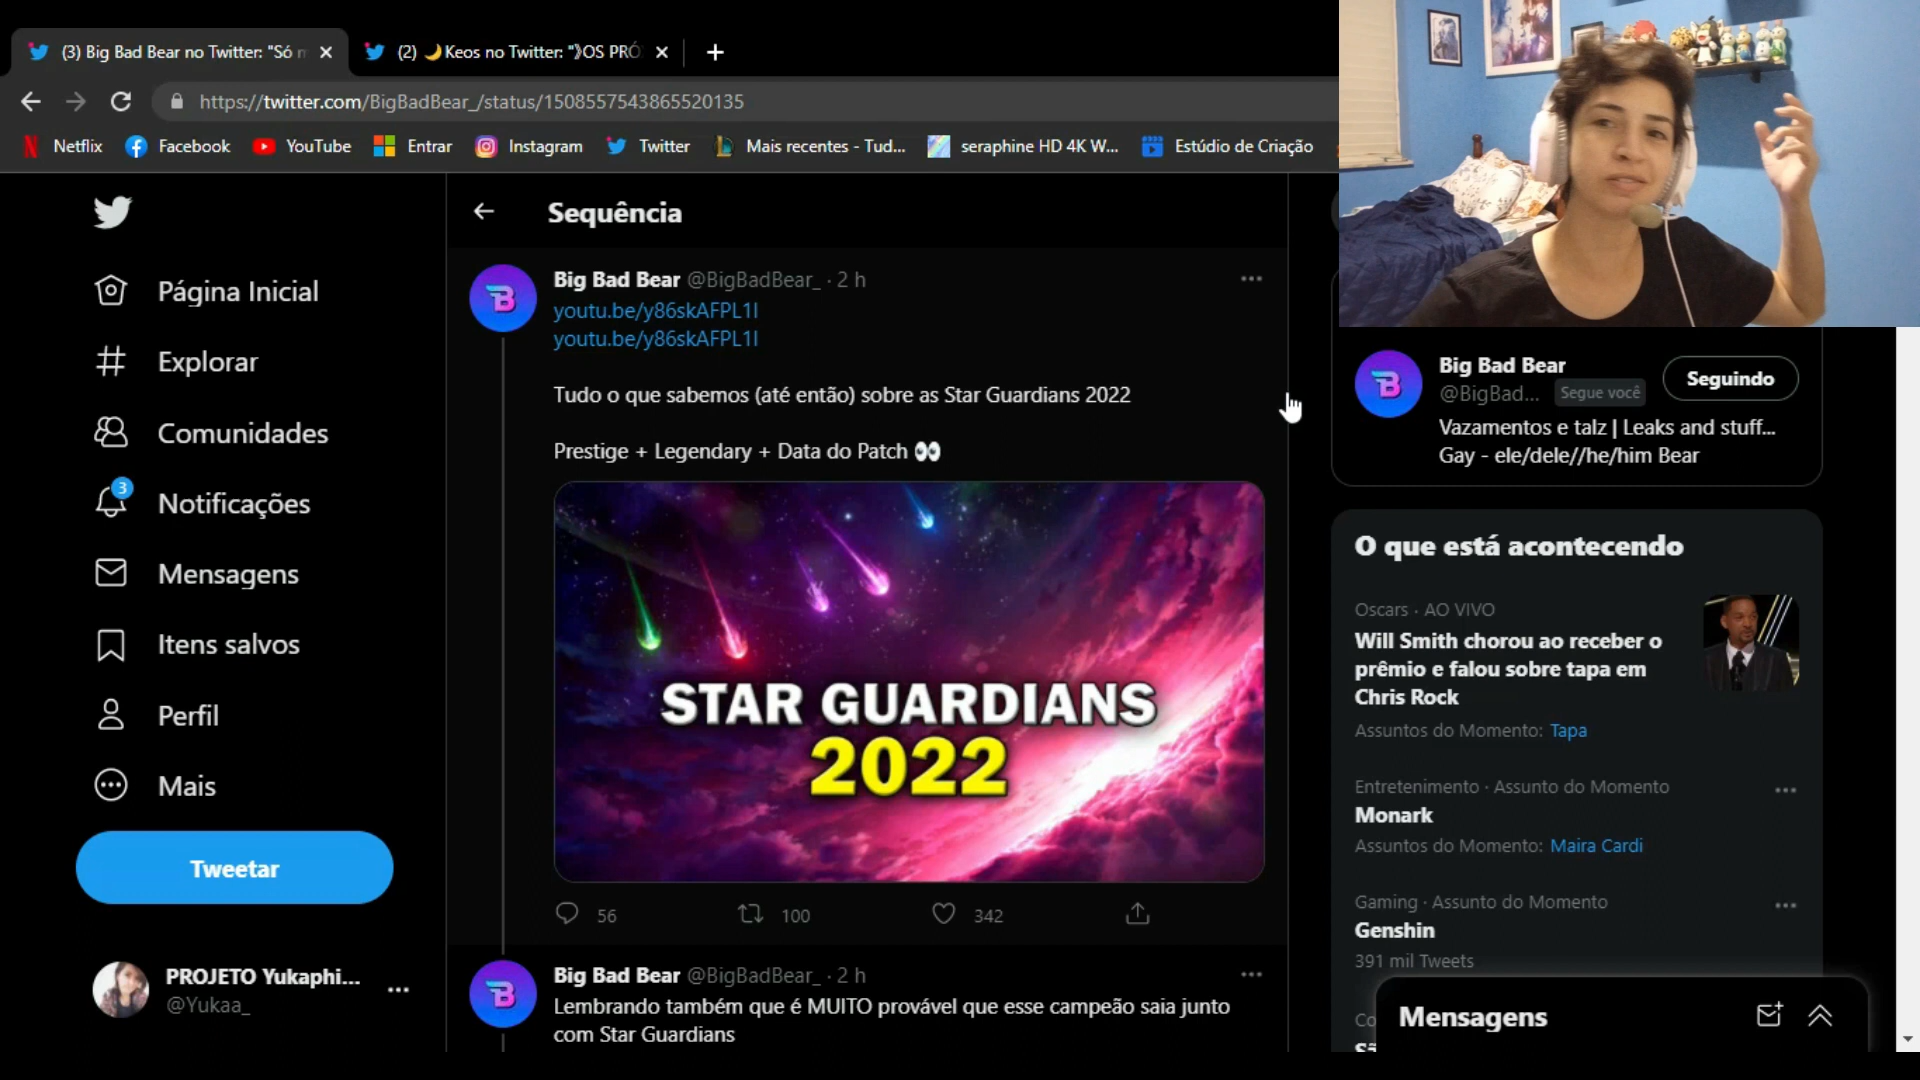 (3) Big Bad Bear no Twitter: "Só
(2) 🌙Keos no Twitter: "》OS PRÓ
https://twitter.com/BigBadBear_/status/1508557543865520135
Netflix
Facebook
YouTube
Entrar
Instagram
Twitter
Mais recentes - Tud...
seraphine HD 4K W...
Estúdio de Criação
Página Inicial
Explorar
Comunidades
3
Notificações
Mensagens
Itens salvos
Perfil
Mais
Tweetar
PROJETO Yukaphi...
@Yukaa_
Sequência
Big Bad Bear @BigBadBear_ · 2 h
youtu.be/y86skAFPL1I
youtu.be/y86skAFPL1I
Tudo o que sabemos (até então) sobre as Star Guardians 2022
Prestige + Legendary + Data do Patch 👀
STAR GUARDIANS
2022
56
100
342
Big Bad Bear @BigBadBear_ · 2 h
Lembrando também que é MUITO provável que esse campeão saia junto
com Star Guardians
Big Bad Bear
@BigBad...
Segue você
Seguindo
Vazamentos e talz | Leaks and stuff...
Gay - ele/dele//he/him Bear
O que está acontecendo
Oscars · AO VIVO
Will Smith chorou ao receber o
prêmio e falou sobre tapa em
Chris Rock
Assuntos do Momento: Tapa
Entretenimento · Assunto do Momento
Monark
Assuntos do Momento: Maira Cardi
Gaming · Assunto do Momento
Genshin
391 mil Tweets
Mensagens